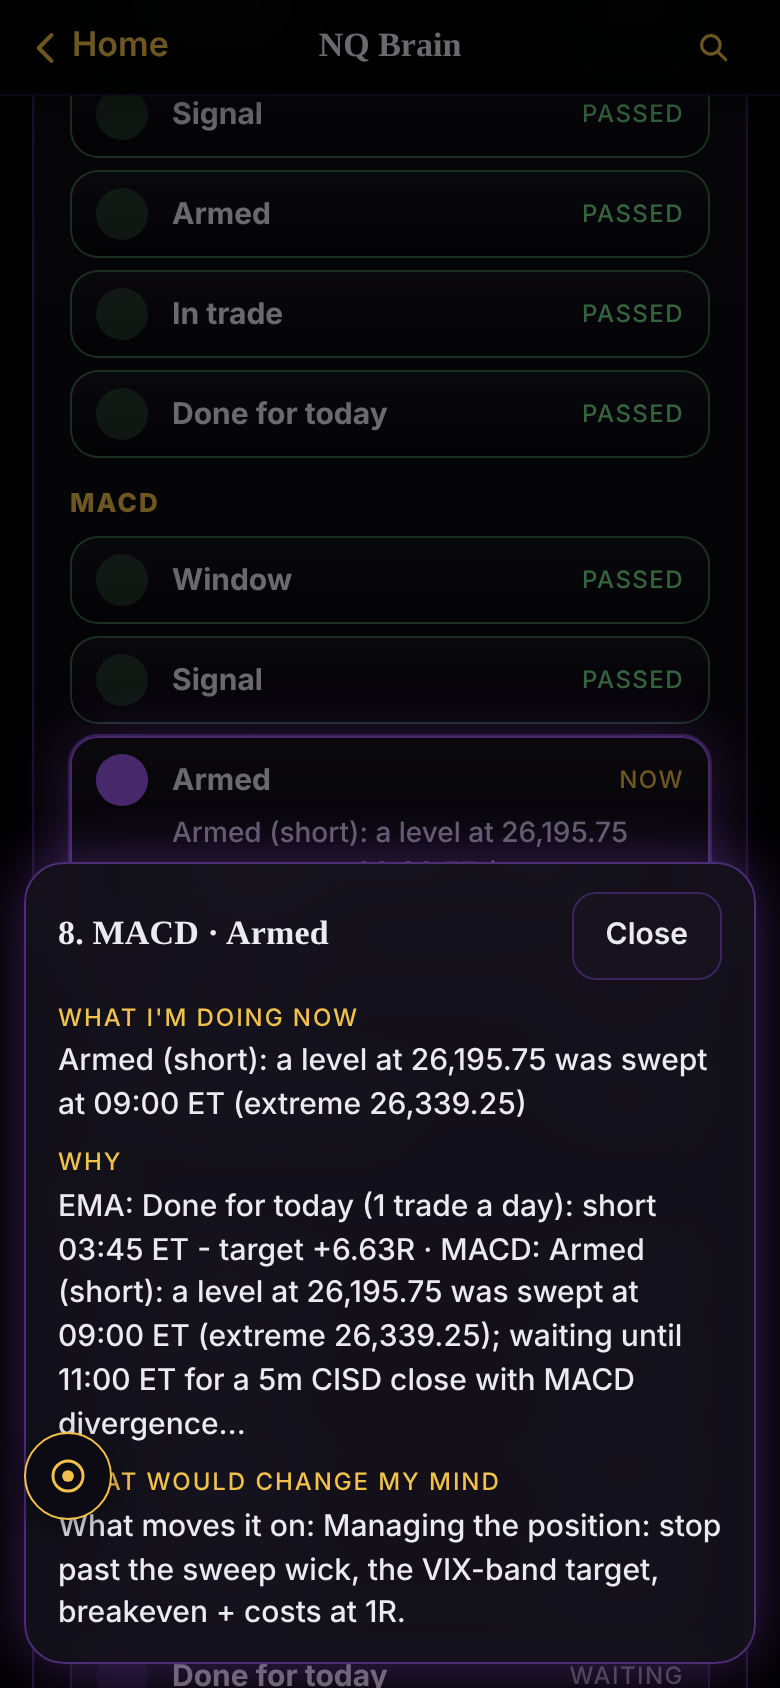 Home
NQ Brain
Signal PASSED
Armed PASSED
In trade PASSED
Done for today PASSED
MACD
Window PASSED
Signal PASSED
Armed NOW
Armed (short): a level at 26,195.75
8. MACD · Armed
Close
WHAT I'M DOING NOW
Armed (short): a level at 26,195.75 was swept
at 09:00 ET (extreme 26,339.25)
WHY
EMA: Done for today (1 trade a day): short
03:45 ET - target +6.63R · MACD: Armed
(short): a level at 26,195.75 was swept at
09:00 ET (extreme 26,339.25); waiting until
11:00 ET for a 5m CISD close with MACD
divergence...
AT WOULD CHANGE MY MIND
What moves it on: Managing the position: stop
past the sweep wick, the VIX-band target,
breakeven + costs at 1R.
Done for today WAITING